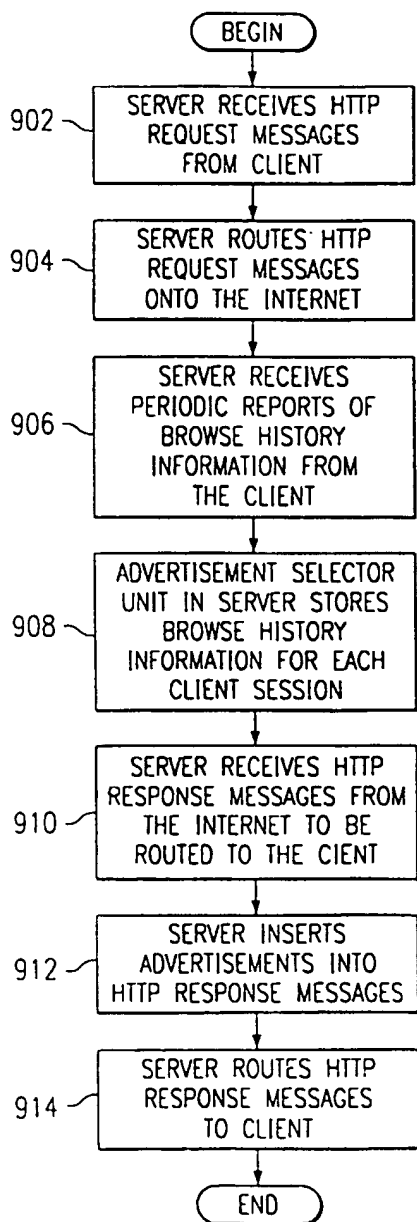 BEGIN
902
SERVER RECEIVES HTTP
REQUEST MESSAGES
FROM CLIENT
904
SERVER ROUTES HTTP
REQUEST MESSAGES
ONTO THE INTERNET
906
SERVER RECEIVES
PERIODIC REPORTS OF
BROWSE HISTORY
INFORMATION FROM
THE CLIENT
908
ADVERTISEMENT SELECTOR
UNIT IN SERVER STORES
BROWSE HISTORY
INFORMATION FOR EACH
CLIENT SESSION
910
SERVER RECEIVES HTTP
RESPONSE MESSAGES FROM
THE INTERNET TO BE
ROUTED TO THE CIENT
912
SERVER INSERTS
ADVERTISEMENTS INTO
HTTP RESPONSE MESSAGES
914
SERVER ROUTES HTTP
RESPONSE MESSAGES
TO CLIENT
END